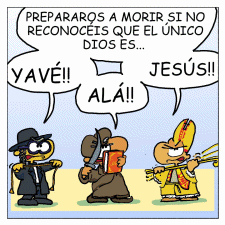 PREPARAROS A MORIR SI NO
RECONOCÉIS QUE EL ÚNICO
DIOS ES...
YAVÉ!!
ALÁ!!
JESÚS!!